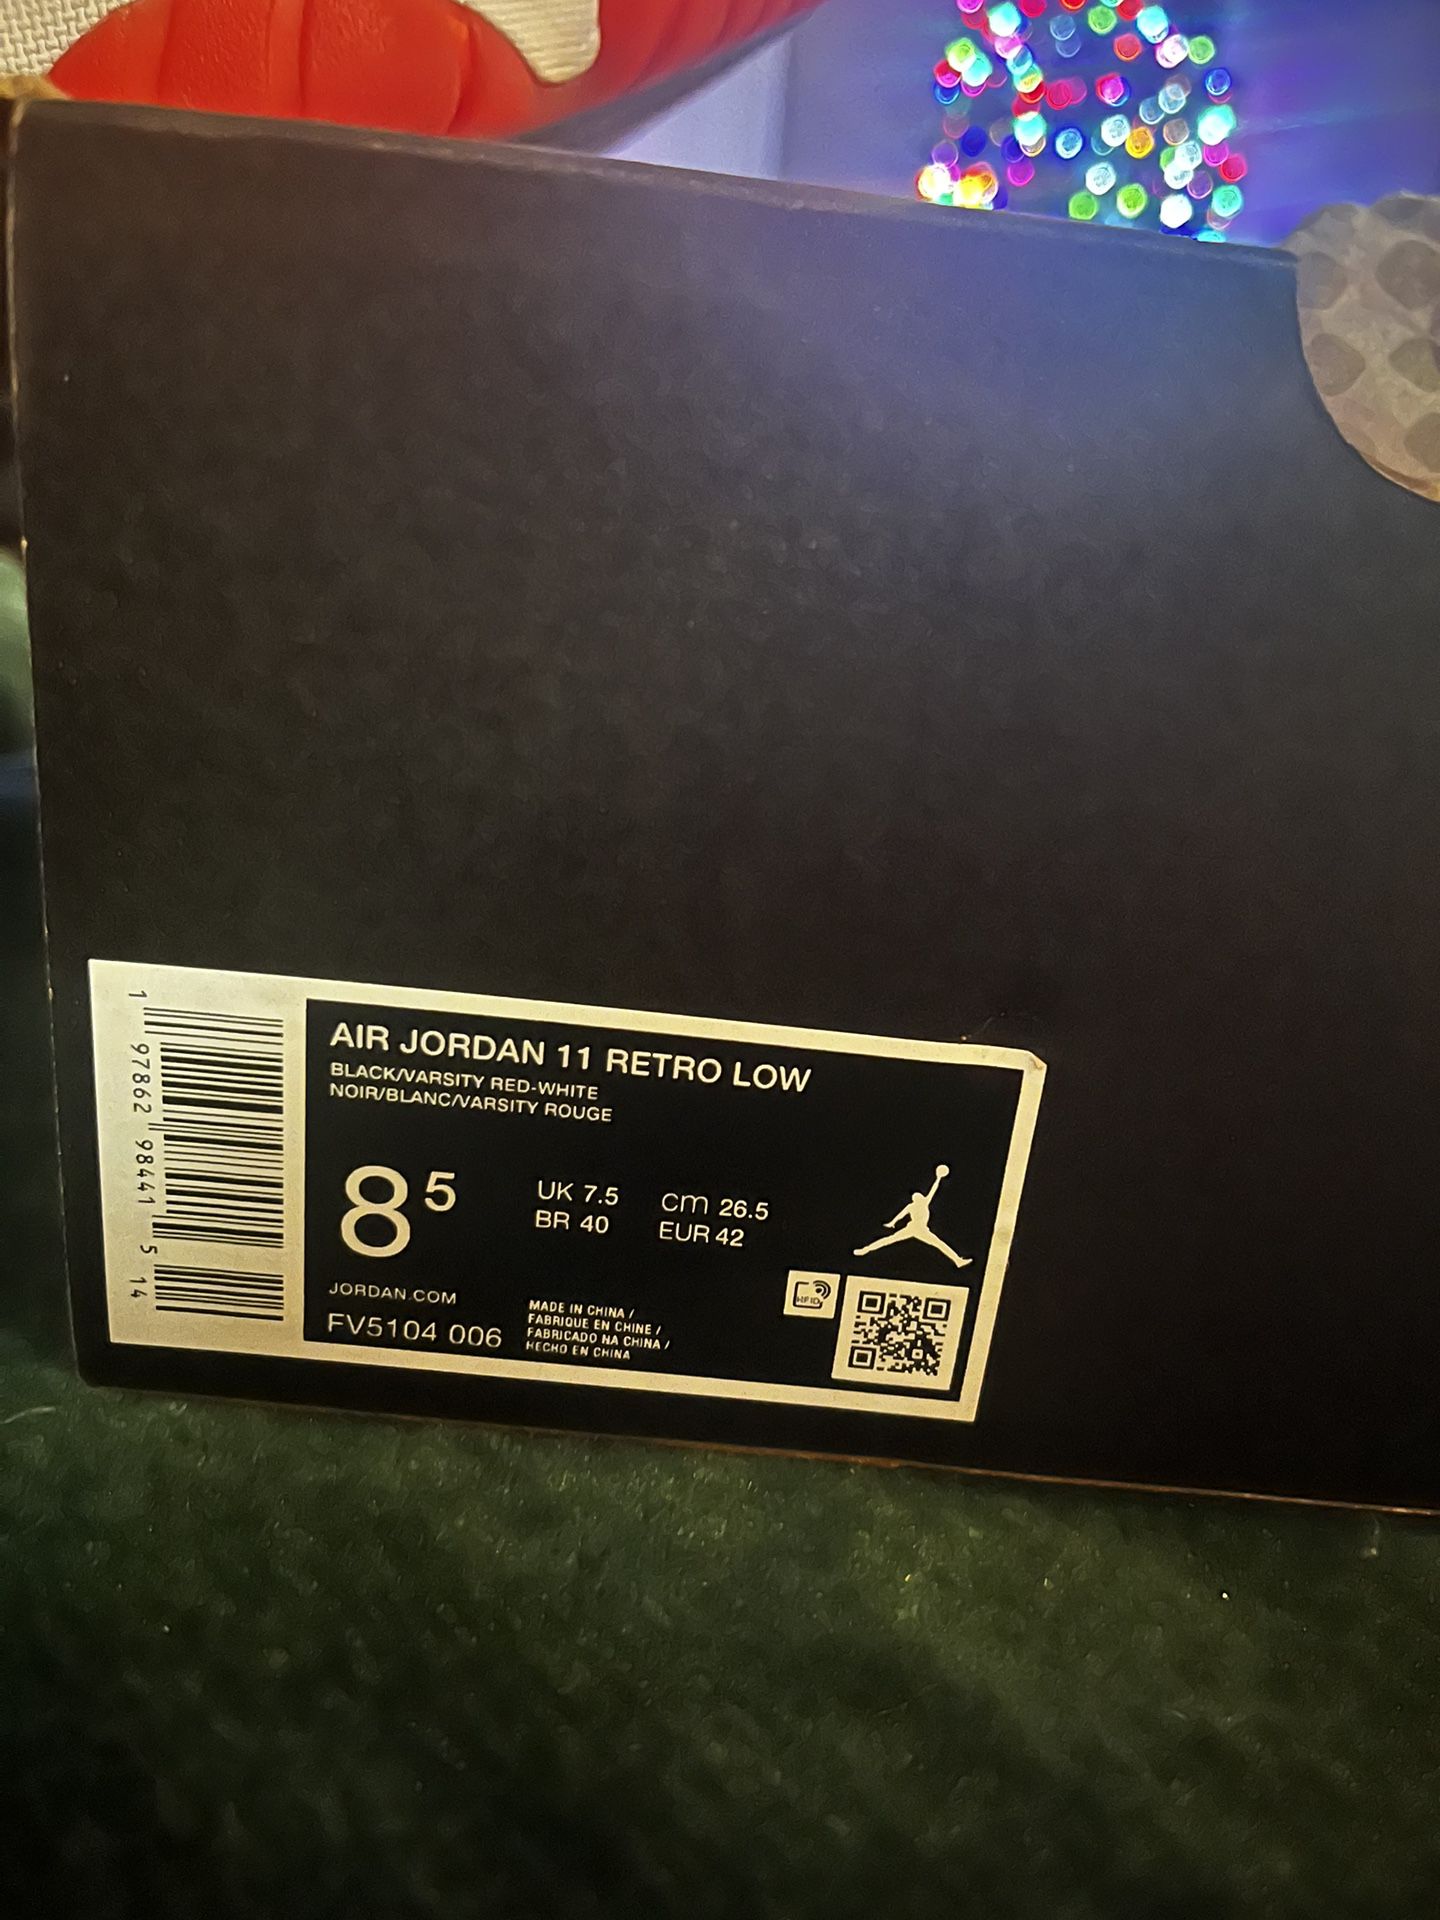 AIR JORDAN 11 RETRO LOW
BLACK/VARSITY RED-WHITE
NOIR/BLANC/VARSITY ROUGE
8 5
UK 7.5 cm 26.5
BR 40 EUR 42
JORDAN.COM
FV5104 006
MADE IN CHINA /
FABRIQUE EN CHINE /
FABRICADO NA CHINA /
HECHO EN CHINA
RFID
1 97862 98441 5 14